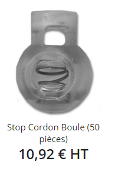 Stop Cordon Boule (50
pièces)
10,92 € HT